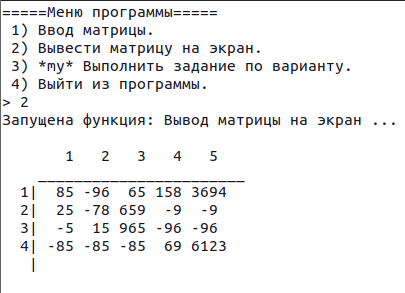 =====Меню программы=====
 1) Ввод матрицы.
 2) Вывести матрицу на экран.
 3) *my* Выполнить задание по варианту.
 4) Выйти из программы.
> 2
Запущена функция: Вывод матрицы на экран ...
       1   2   3   4   5
    _______________________
  1|  85 -96  65 158 3694
  2|  25 -78 659  -9  -9
  3|  -5  15 965 -96 -96
  4| -85 -85 -85  69 6123
   |